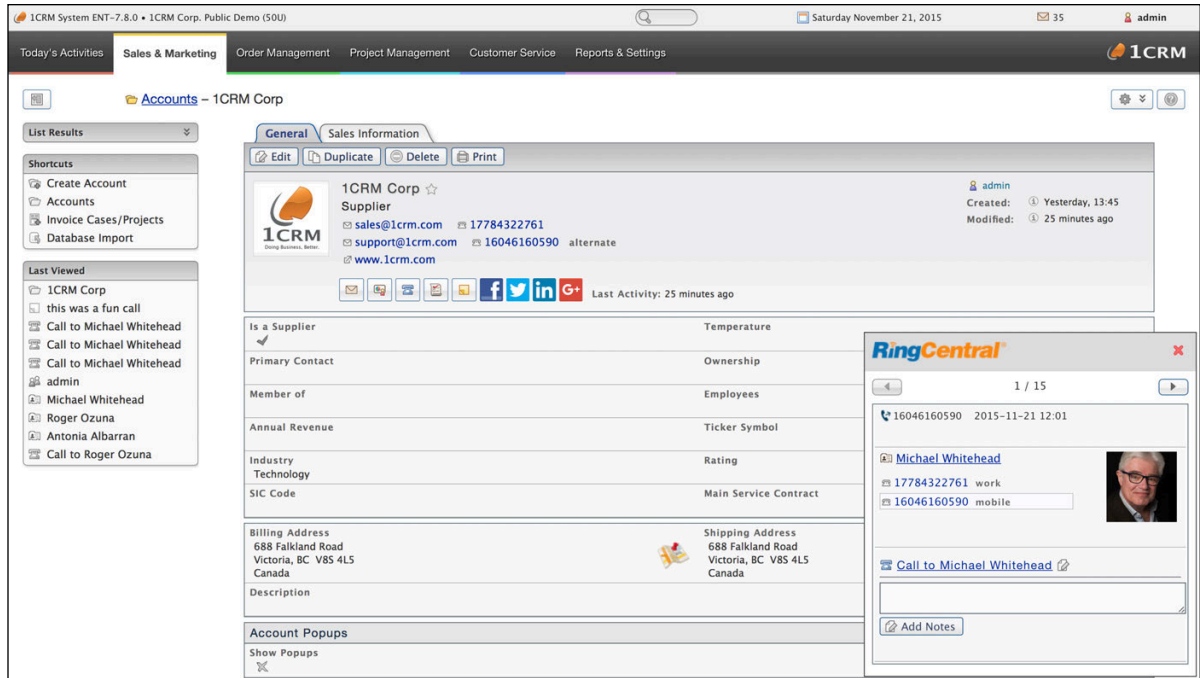 1CRM System ENT-7.8.0 • 1CRM Corp. Public Demo (50U)
Saturday November 21, 2015
35
admin
Today's Activities
Sales & Marketing
Order Management
Project Management
Customer Service
Reports & Settings
1CRM
Accounts – 1CRM Corp
List Results
Shortcuts
Create Account
Accounts
Invoice Cases/Projects
Database Import
Last Viewed
1CRM Corp
this was a fun call
Call to Michael Whitehead
Call to Michael Whitehead
Call to Michael Whitehead
admin
Michael Whitehead
Roger Ozuna
Antonia Albarran
Call to Roger Ozuna
General
Sales Information
Edit
Duplicate
Delete
Print
1CRM
Doing Business. Better.
1CRM Corp
Supplier
sales@1crm.com 17784322761
support@1crm.com 16046160590 alternate
www.1crm.com
f in G+
Last Activity: 25 minutes ago
admin
Created: Yesterday, 13:45
Modified: 25 minutes ago
Is a Supplier
Temperature
Primary Contact
Ownership
Member of
Employees
Annual Revenue
Ticker Symbol
Industry
Technology
Rating
SIC Code
Main Service Contract
Billing Address
688 Falkland Road
Victoria, BC V8S 4L5
Canada
Shipping Address
688 Falkland Road
Victoria, BC V8S 4L5
Canada
Description
Account Popups
Show Popups
RingCentral®
1 / 15
16046160590 2015-11-21 12:01
Michael Whitehead
17784322761 work
16046160590 mobile
Call to Michael Whitehead
Add Notes